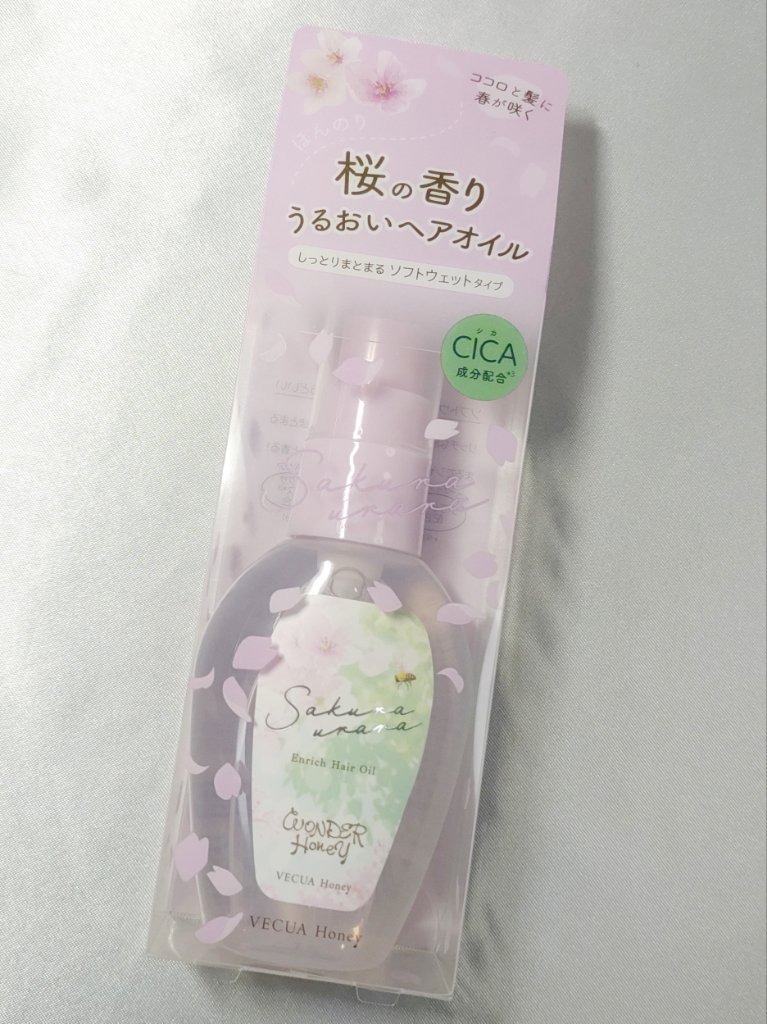 ココロと髪に
春が咲く
ほんのり
桜の香り
うるおいヘアオイル
しっとりまとまる ソフトウェットタイプ
シカ
CICA
成分配合*3
Sakura
urara
Sakura
urara
Enrich Hair Oil
WONDER
Honey
VECUA Honey
VECUA Honey